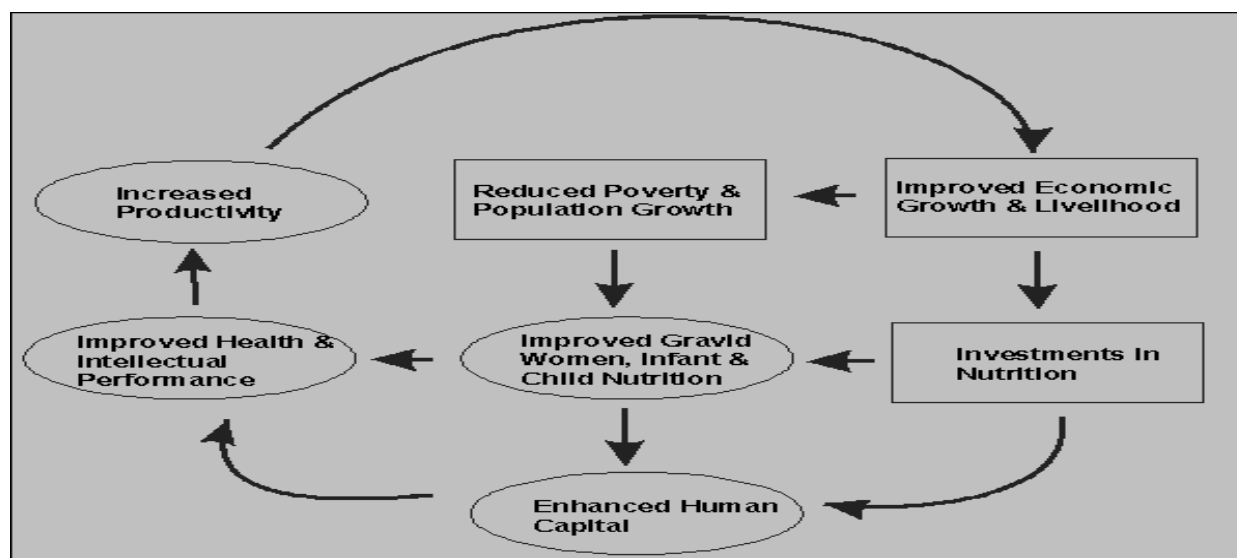 Increased
Productivity
Reduced Poverty &
Population Growth
Improved Economic
Growth & Livelihood
Improved Health &
Intellectual
Performance
Improved Gravid
Women, Infant &
Child Nutrition
Investments in
Nutrition
Enhanced Human
Capital